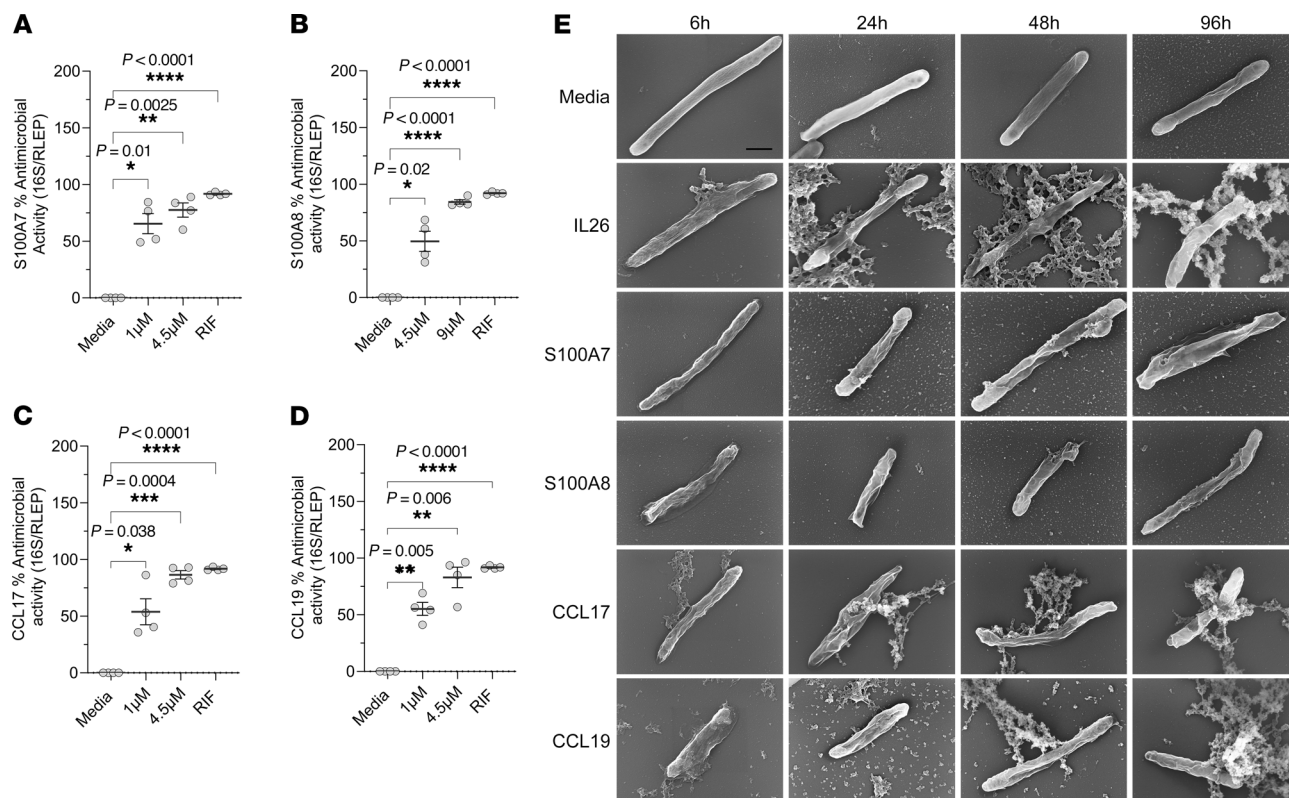 A
S100A7 % Antimicrobial
Activity (16S/RLEP)
200
150
100
50
0
P < 0.0001
****
P = 0.0025
**
P = 0.01
*
Media
1µM
4.5µM
RIF
B
S100A8 % Antimicrobial
activity (16S/RLEP)
200
150
100
50
0
P < 0.0001
****
P < 0.0001
****
P = 0.02
*
Media
4.5µM
9µM
RIF
C
CCL17 % Antimicrobial
activity (16S/RLEP)
200
150
100
50
0
P < 0.0001
****
P = 0.0004
***
P = 0.038
*
Media
1µM
4.5µM
RIF
D
CCL19 % Antimicrobial
activity (16S/RLEP)
200
150
100
50
0
P < 0.0001
****
P = 0.006
**
P = 0.005
**
Media
1µM
4.5µM
RIF
E
6h 24h 48h 96h
Media
IL26
S100A7
S100A8
CCL17
CCL19